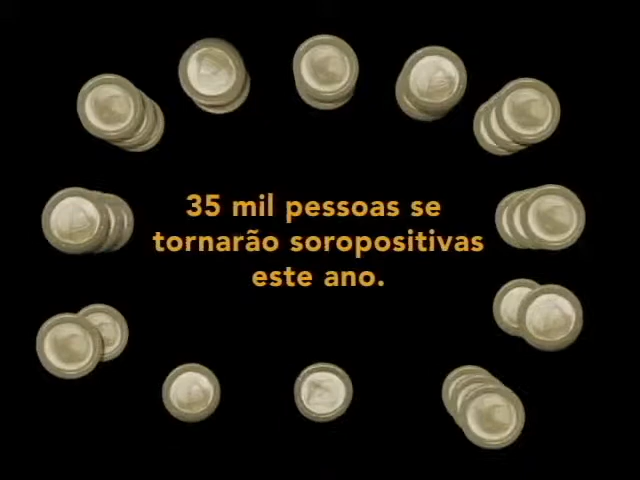 35 mil pessoas se
tornarão soropositivas
este ano.